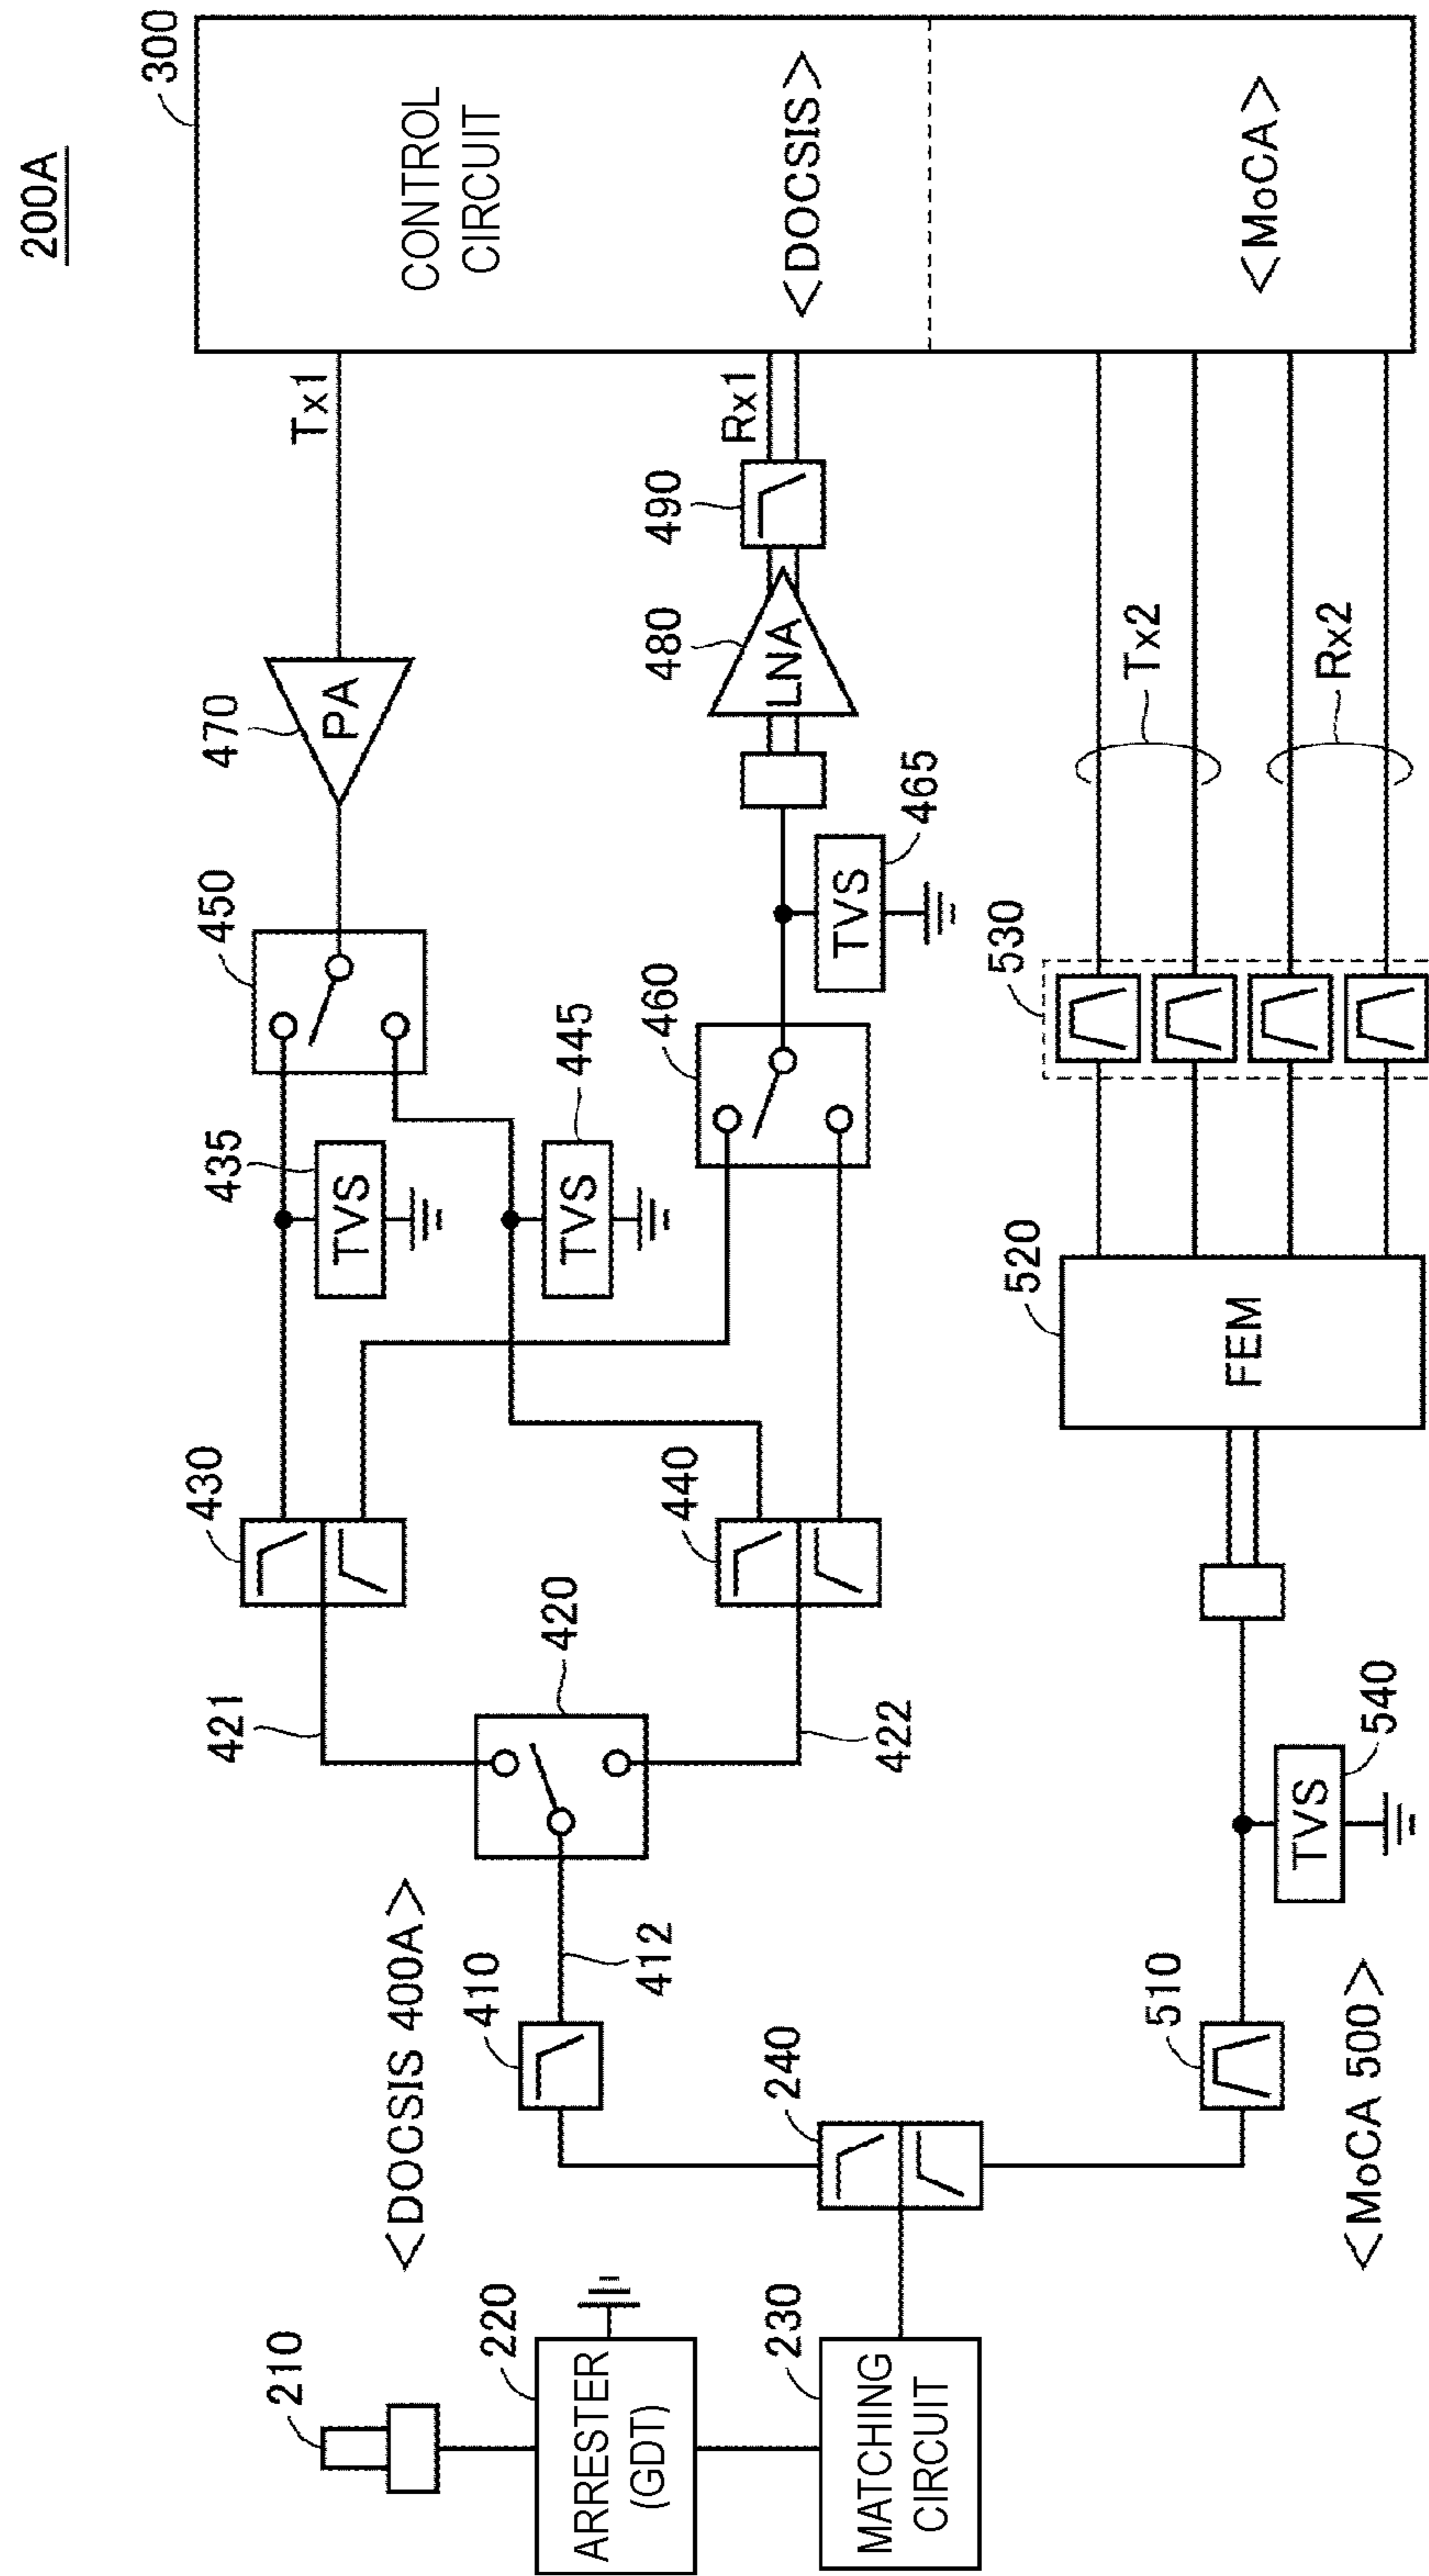 200A
300
CONTROL
CIRCUIT
<DOCSIS>
<MoCA>
Tx1
Rx1
490
480
LNA
470
PA
450
435
TVS
445
TVS
460
465
TVS
Tx2
Rx2
530
520
FEM
430
440
420
421
422
<DOCSIS 400A>
410
412
240
510
540
TVS
<MoCA 500>
210
220
ARRESTER
(GDT)
230
MATCHING
CIRCUIT